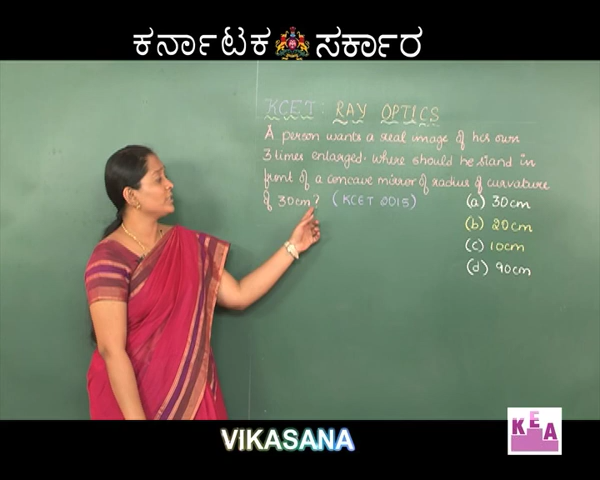 ಕರ್ನಾಟಕ ಸರ್ಕಾರ
KCET : RAY OPTICS
A person wants a real image of his own
3 times enlarged. Where should he stand in
front of a concave mirror of radius of curvature
of 30cm? (KCET 2015) (a) 30cm
(b) 20cm
(c) 10cm
(d) 90cm
KEA
VIKASANA